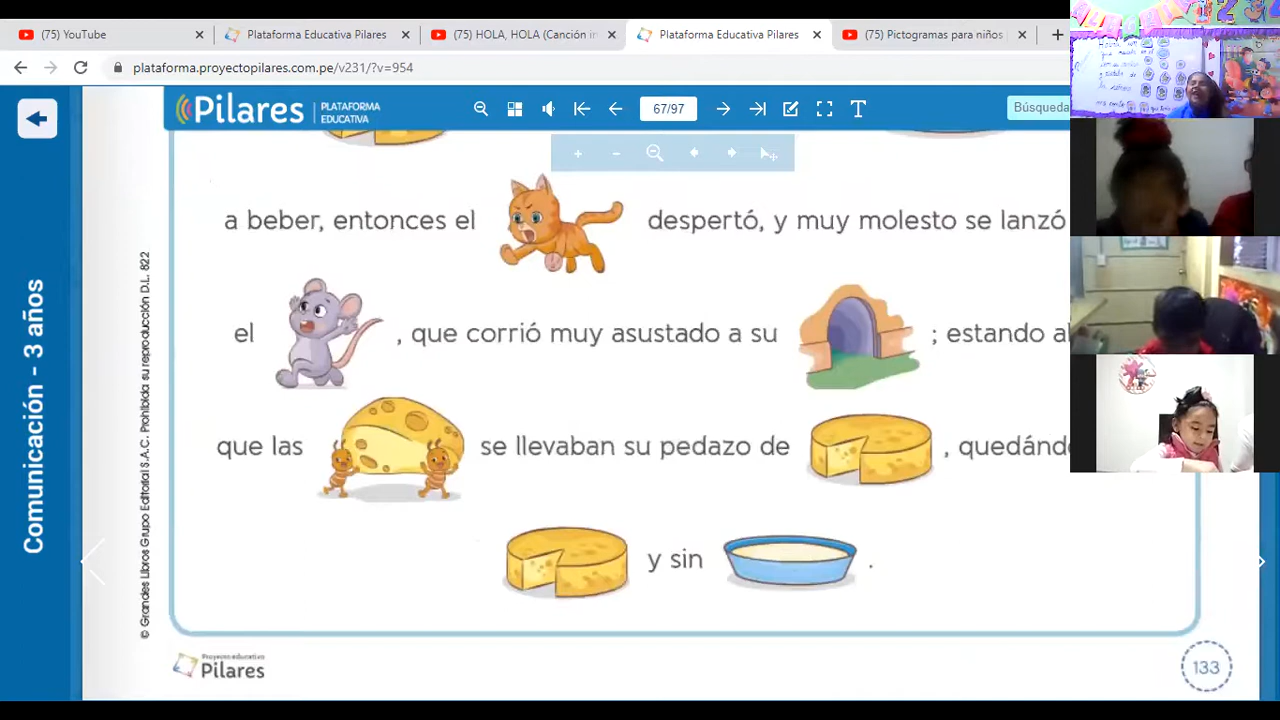 (75) YouTube
Plataforma Educativa Pilares
(75) HOLA, HOLA (Canción in
Plataforma Educativa Pilares
(75) Pictogramas para niños
plataforma.proyectopilares.com.pe/v231/?v=954
Pilares PLATAFORMA EDUCATIVA
67/97
Búsqueda
a beber, entonces el despertó, y muy molesto se lanzó
el , que corrió muy asustado a su ; estando
que las se llevaban su pedazo de ,
y sin .
Comunicación - 3 años
© Grandes Libros Grupo Editorial S.A.C. Prohibida su reproducción D.L. 822
Proyecto educativo
Pilares
133